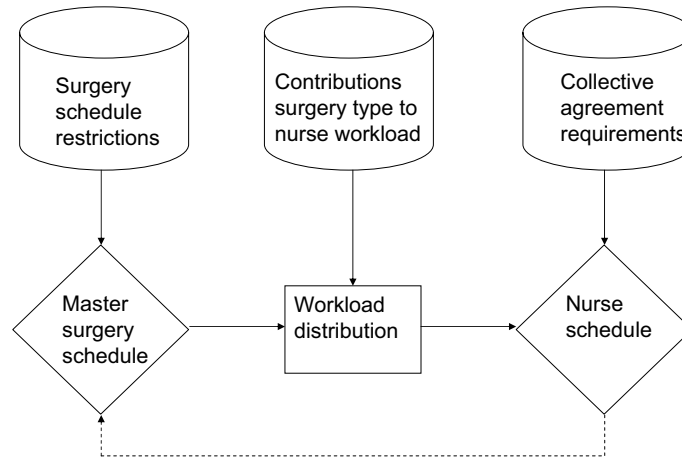 Surgery
schedule
restrictions
Contributions
surgery type to
nurse workload
Collective
agreement
requirements
Master
surgery
schedule
Workload
distribution
Nurse
schedule